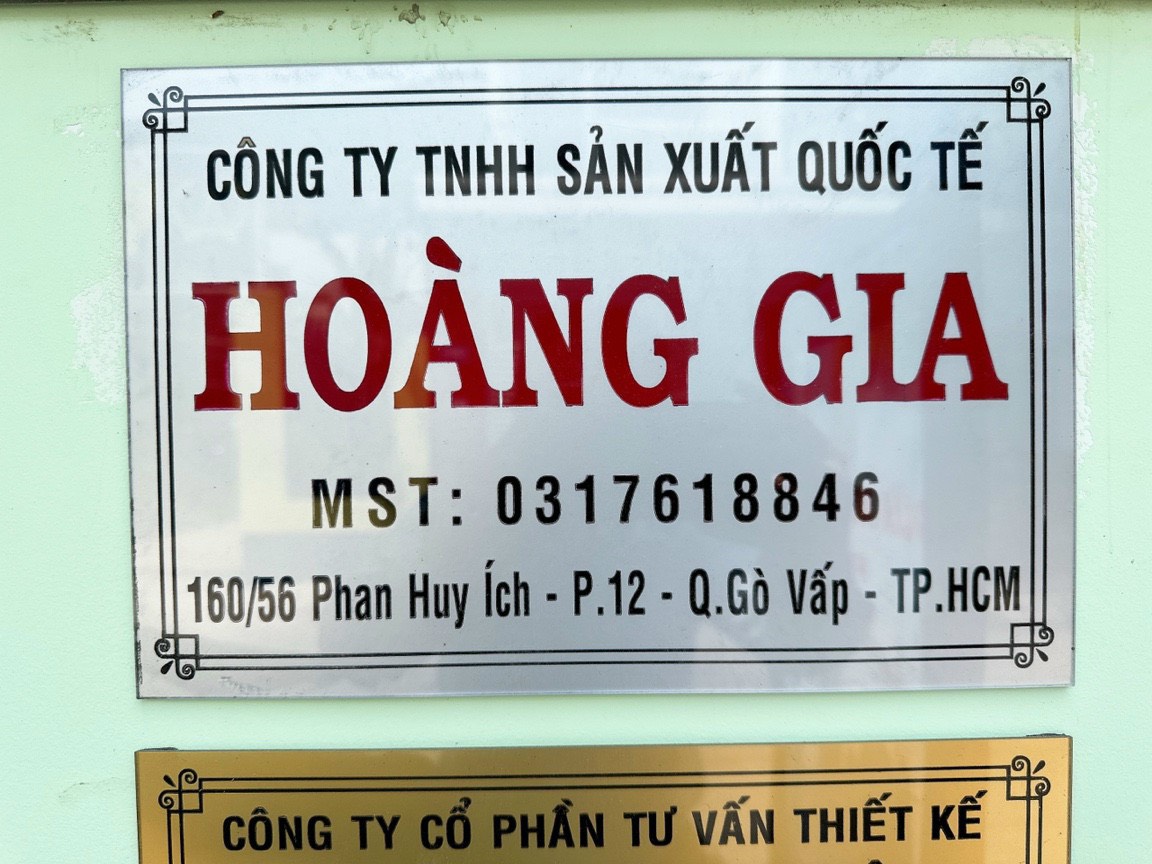 CÔNG TY TNHH SẢN XUẤT QUỐC TẾ
HOÀNG GIA
MST: 0317618846
160/56 Phan Huy Ích - P.12 - Q.Gò Vấp - TP.HCM
CÔNG TY CỔ PHẦN TƯ VẤN THIẾT KẾ